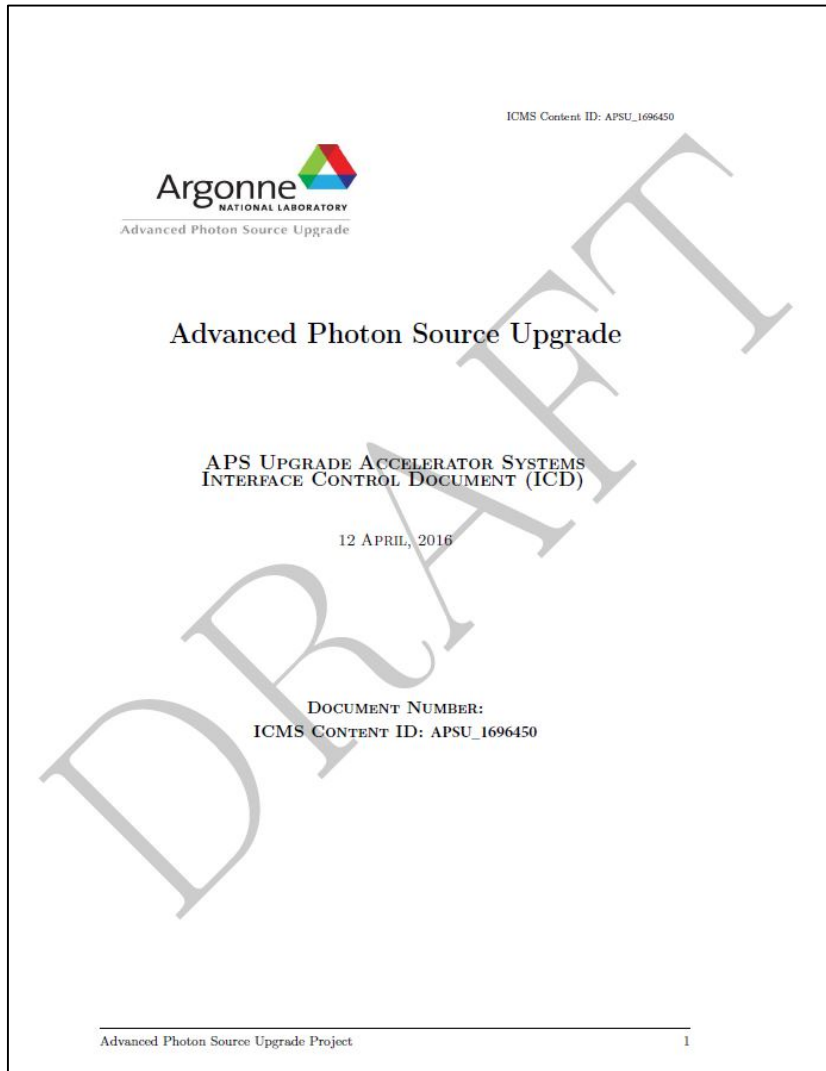 ICMS Content ID: APSU_1696450
Argonne
NATIONAL LABORATORY
Advanced Photon Source Upgrade
Advanced Photon Source Upgrade
APS UPGRADE ACCELERATOR SYSTEMS
INTERFACE CONTROL DOCUMENT (ICD)
12 APRIL, 2016
DRAFT
DOCUMENT NUMBER:
ICMS CONTENT ID: APSU_1696450
Advanced Photon Source Upgrade Project 1